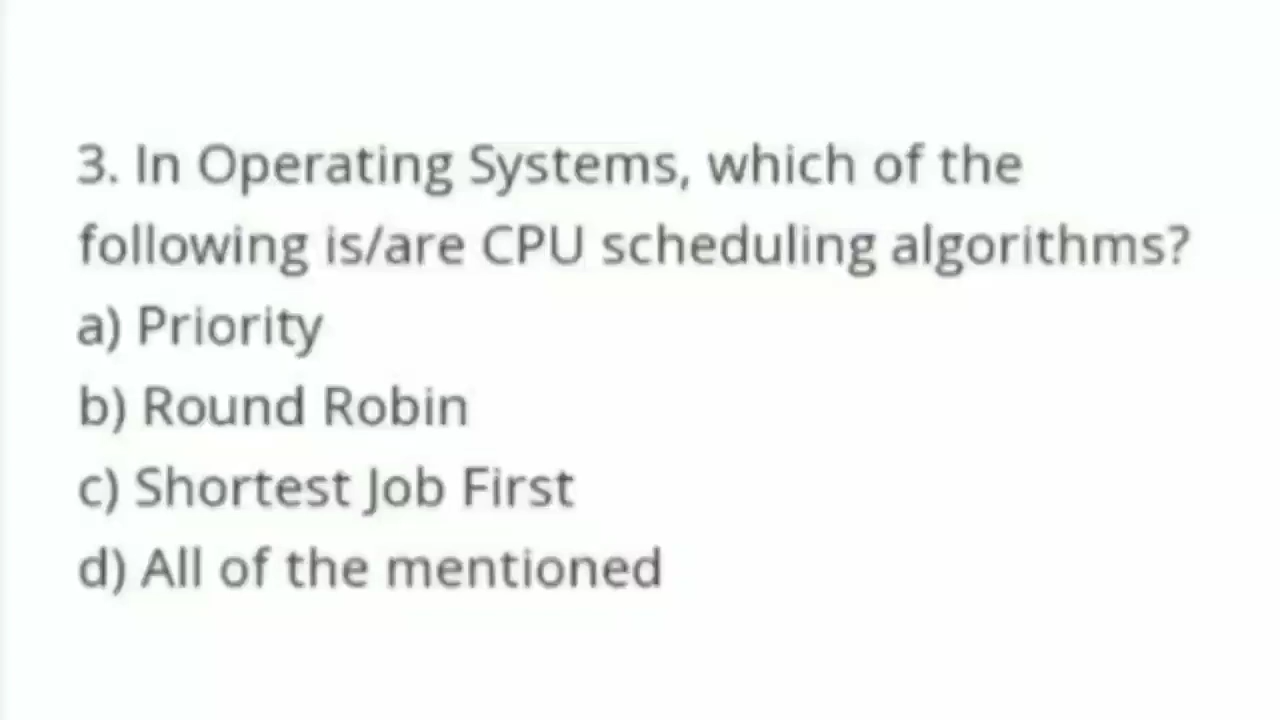 3. In Operating Systems, which of the
following is/are CPU scheduling algorithms?
a) Priority
b) Round Robin
c) Shortest Job First
d) All of the mentioned